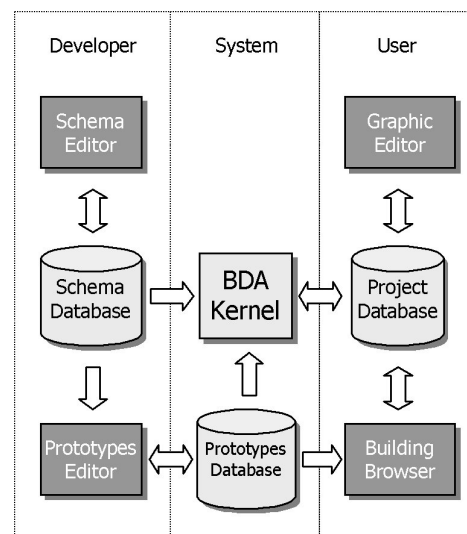 Developer
System
User
Schema
Editor
Graphic
Editor
Schema
Database
BDA
Kernel
Project
Database
Prototypes
Editor
Prototypes
Database
Building
Browser